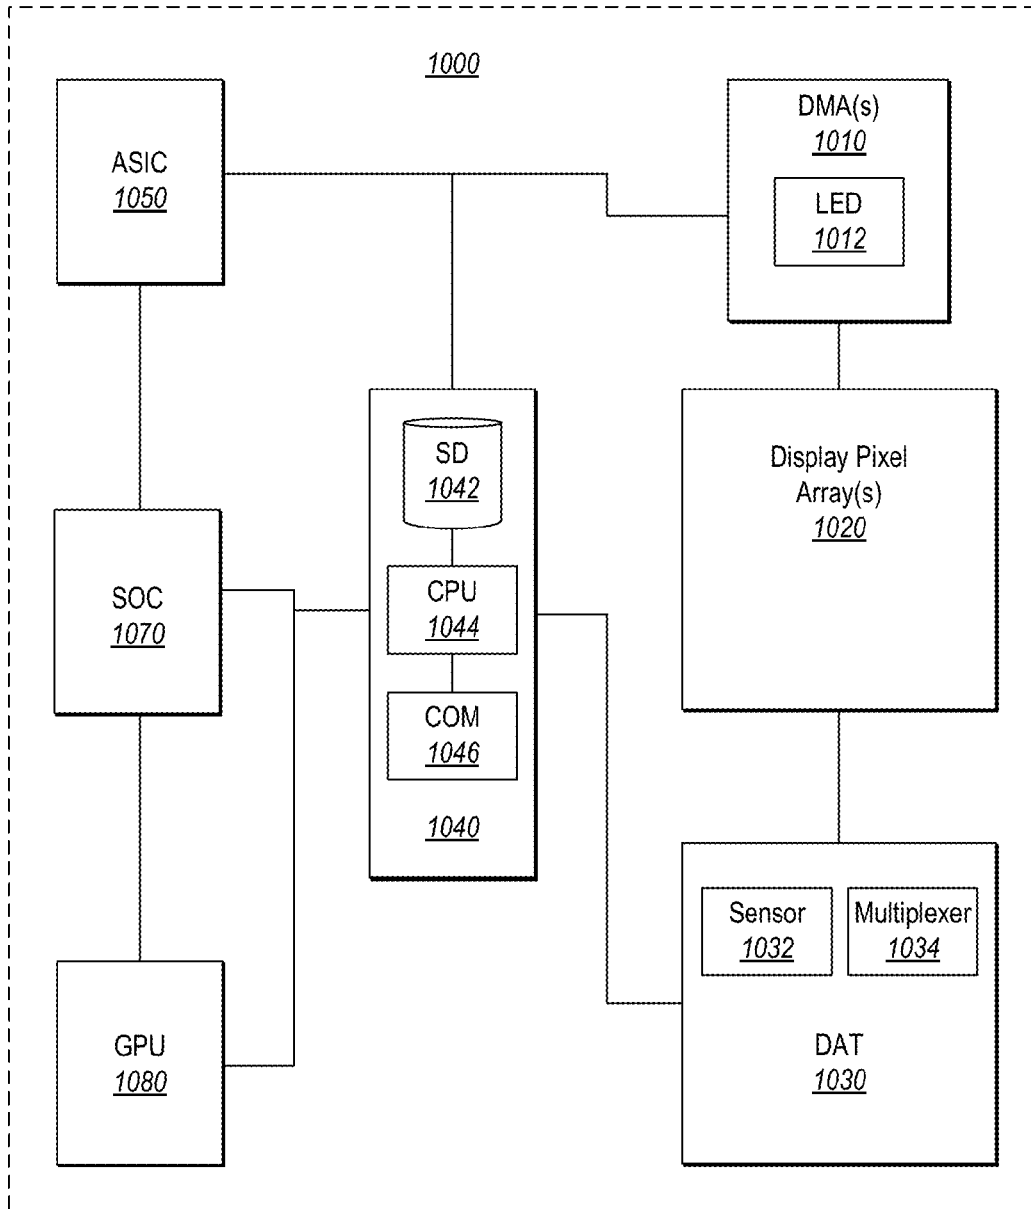 1000
ASIC
1050
DMA(s)
1010
LED
1012
SD
1042
CPU
1044
COM
1046
1040
Display Pixel
Array(s)
1020
SOC
1070
Sensor
1032
Multiplexer
1034
DAT
1030
GPU
1080